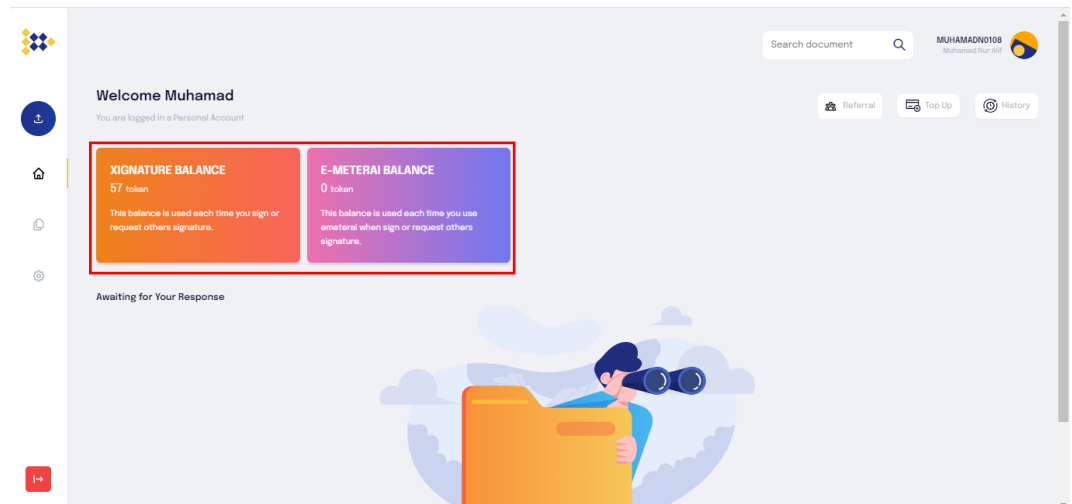 Search document
MUHAMADN0108
Muhamad Nur Alif
Welcome Muhamad
You are logged in a Personal Account
Referral
Top Up
History
XIGNATURE BALANCE
57 token
This balance is used each time you sign or
request others signature.
E-METERAI BALANCE
0 token
This balance is used each time you use
emeterai when sign or request others
signature.
Awaiting for Your Response